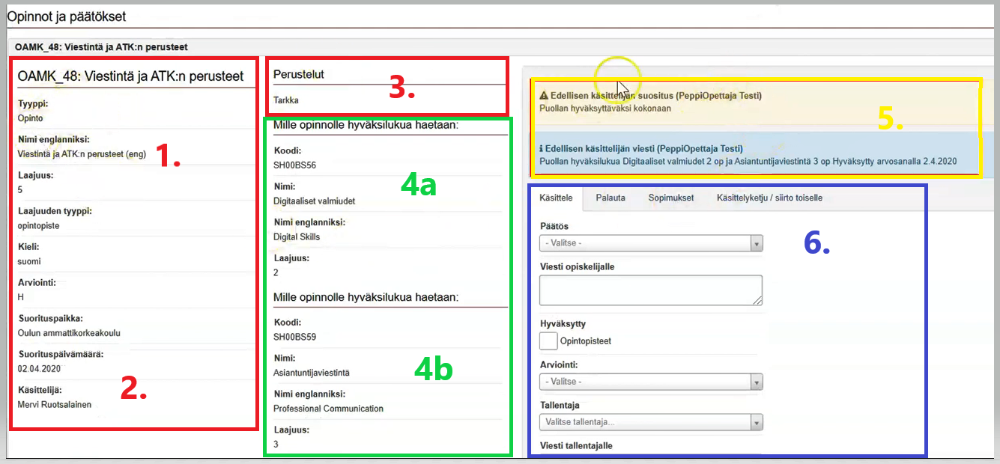 Opinnot ja päätökset
OAMK_48: Viestintä ja ATK:n perusteet
OAMK_48: Viestintä ja ATK:n perusteet
Tyyppi:
Opinto
Nimi englanniksi:
Viestintä ja ATK:n perusteet (eng)
1.
Laajuus:
5
Laajuuden tyyppi:
opintopiste
Kieli:
suomi
Arviointi:
H
Suorituspaikka:
Oulun ammattikorkeakoulu
Suorituspäivämäärä:
02.04.2020
2.
Käsittelijä:
Mervi Ruotsalainen
Perustelut
3.
Tarkka
Mille opinnolle hyväksilukua haetaan:
Koodi:
SH00BS56
4a
Nimi:
Digitaaliset valmiudet
Nimi englanniksi:
Digital Skills
Laajuus:
2
Mille opinnolle hyväksilukua haetaan:
Koodi:
SH00BS59
4b
Nimi:
Asiantuntijaviestintä
Nimi englanniksi:
Professional Communication
Laajuus:
3
Edellisen käsittelijän suositus (PeppiOpettaja Testi)
Puollan hyväksyttäväksi kokonaan
5.
Edellisen käsittelijän viesti (PeppiOpettaja Testi)
Puollan hyväksilukua Digitaaliset valmiudet 2 op ja Asiantuntijaviestintä 3 op Hyväksytty arvosanalla 2.4.2020
Käsittele Palauta Sopimukset Käsittelyketju / siirto toiselle
Päätös
- Valitse -
6.
Viesti opiskelijalle
Hyväksytty
Opintopisteet
Arviointi:
- Valitse -
Tallentaja
Valitse tallentaja...
Viesti tallentajalle